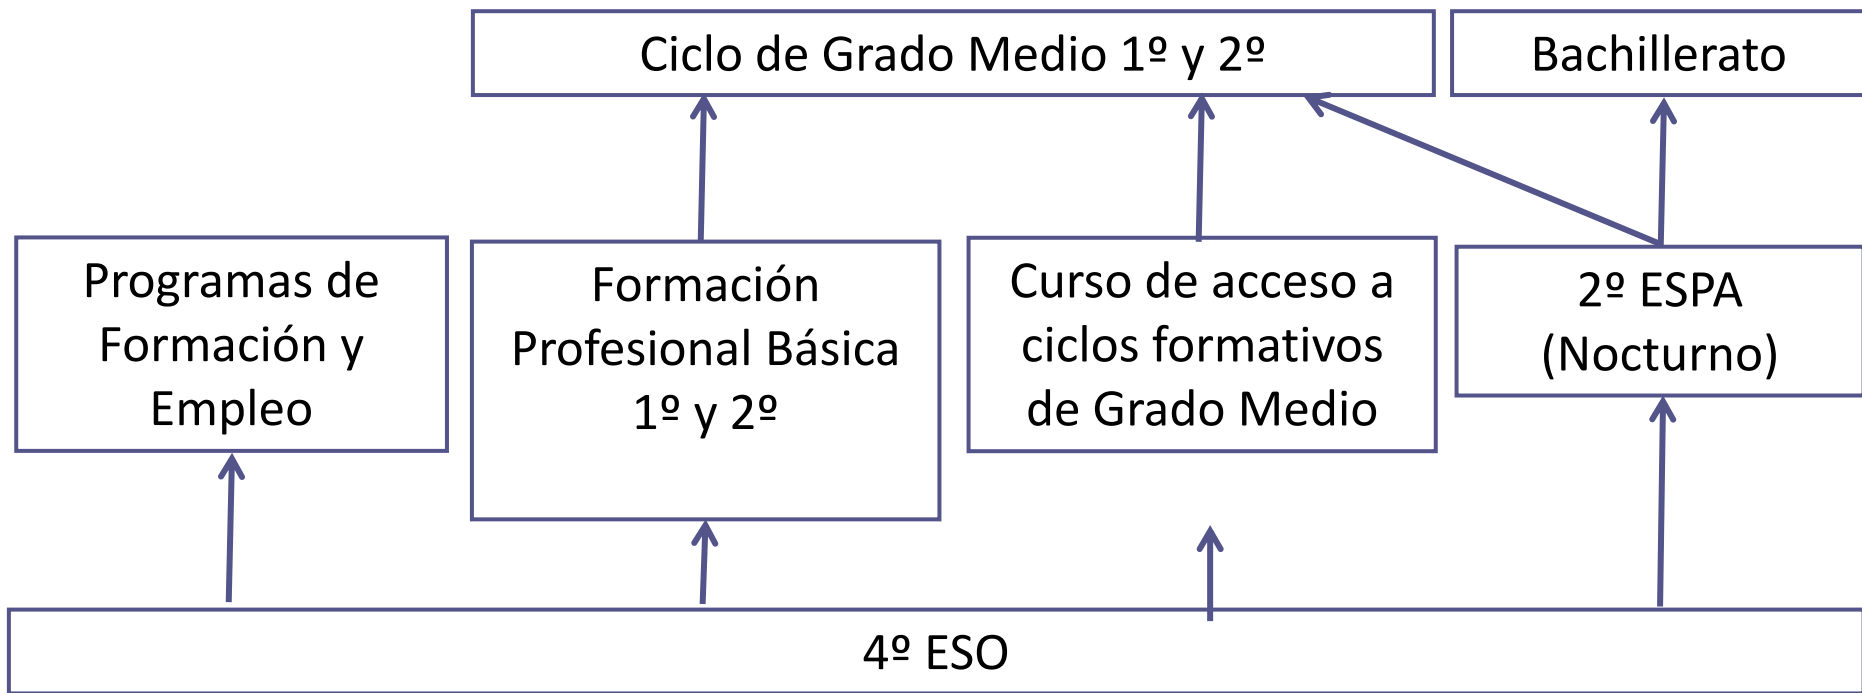 Ciclo de Grado Medio 1º y 2º
Bachillerato
Programas de
Formación y
Empleo
Formación
Profesional Básica
1º y 2º
Curso de acceso a
ciclos formativos
de Grado Medio
2º ESPA
(Nocturno)
4º ESO